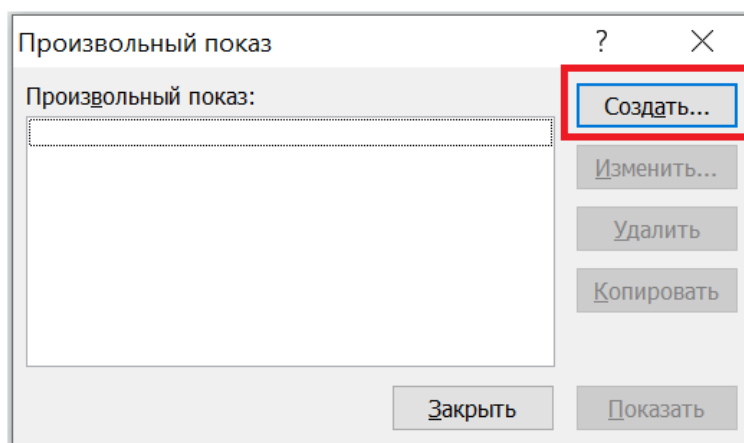 Произвольный показ ?
Произвольный показ:
Создать...
Изменить...
Удалить
Копировать
Закрыть
Показать